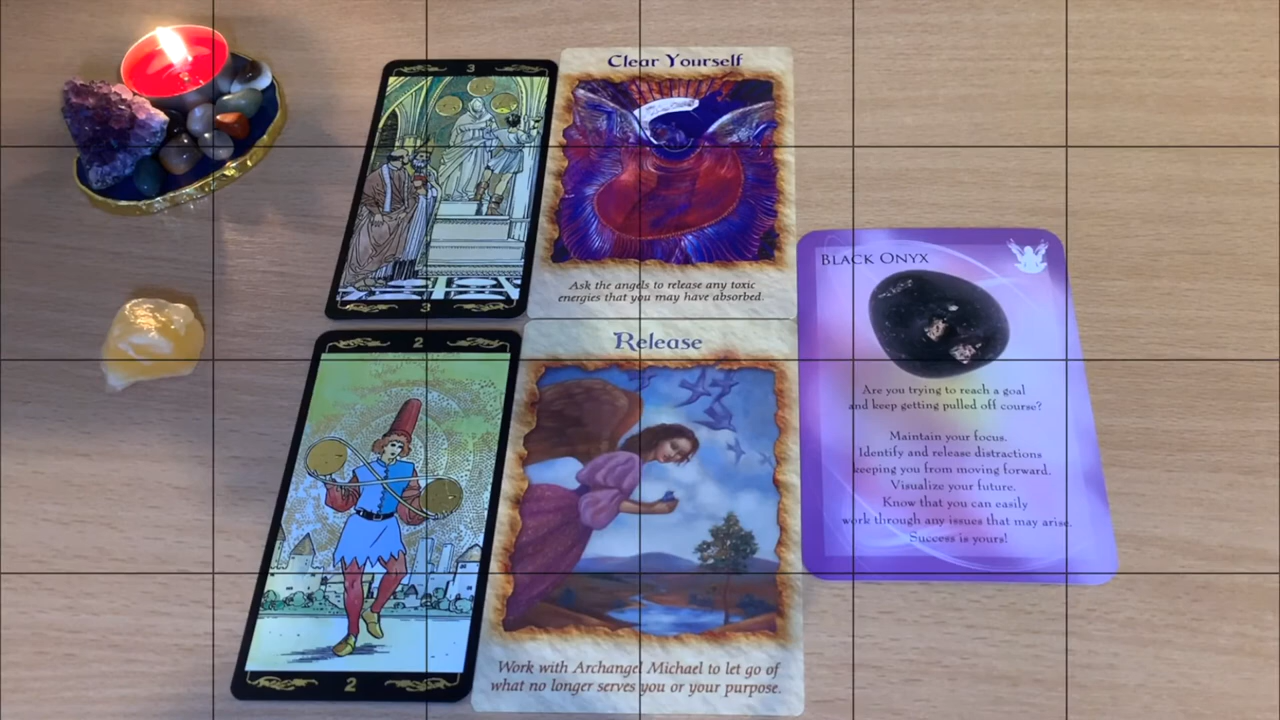 3
3
Clear Yourself
Ask the angels to release any toxic
energies that you may have absorbed.
2
2
Release
Work with Archangel Michael to let go of
what no longer serves you or your purpose.
Black Onyx
Are you trying to reach a goal
and keep getting pulled off course?
Maintain your focus.
Identify and release distractions
keeping you from moving forward.
Visualize your future.
Know that you can easily
work through any issues that may arise.
Success is yours!